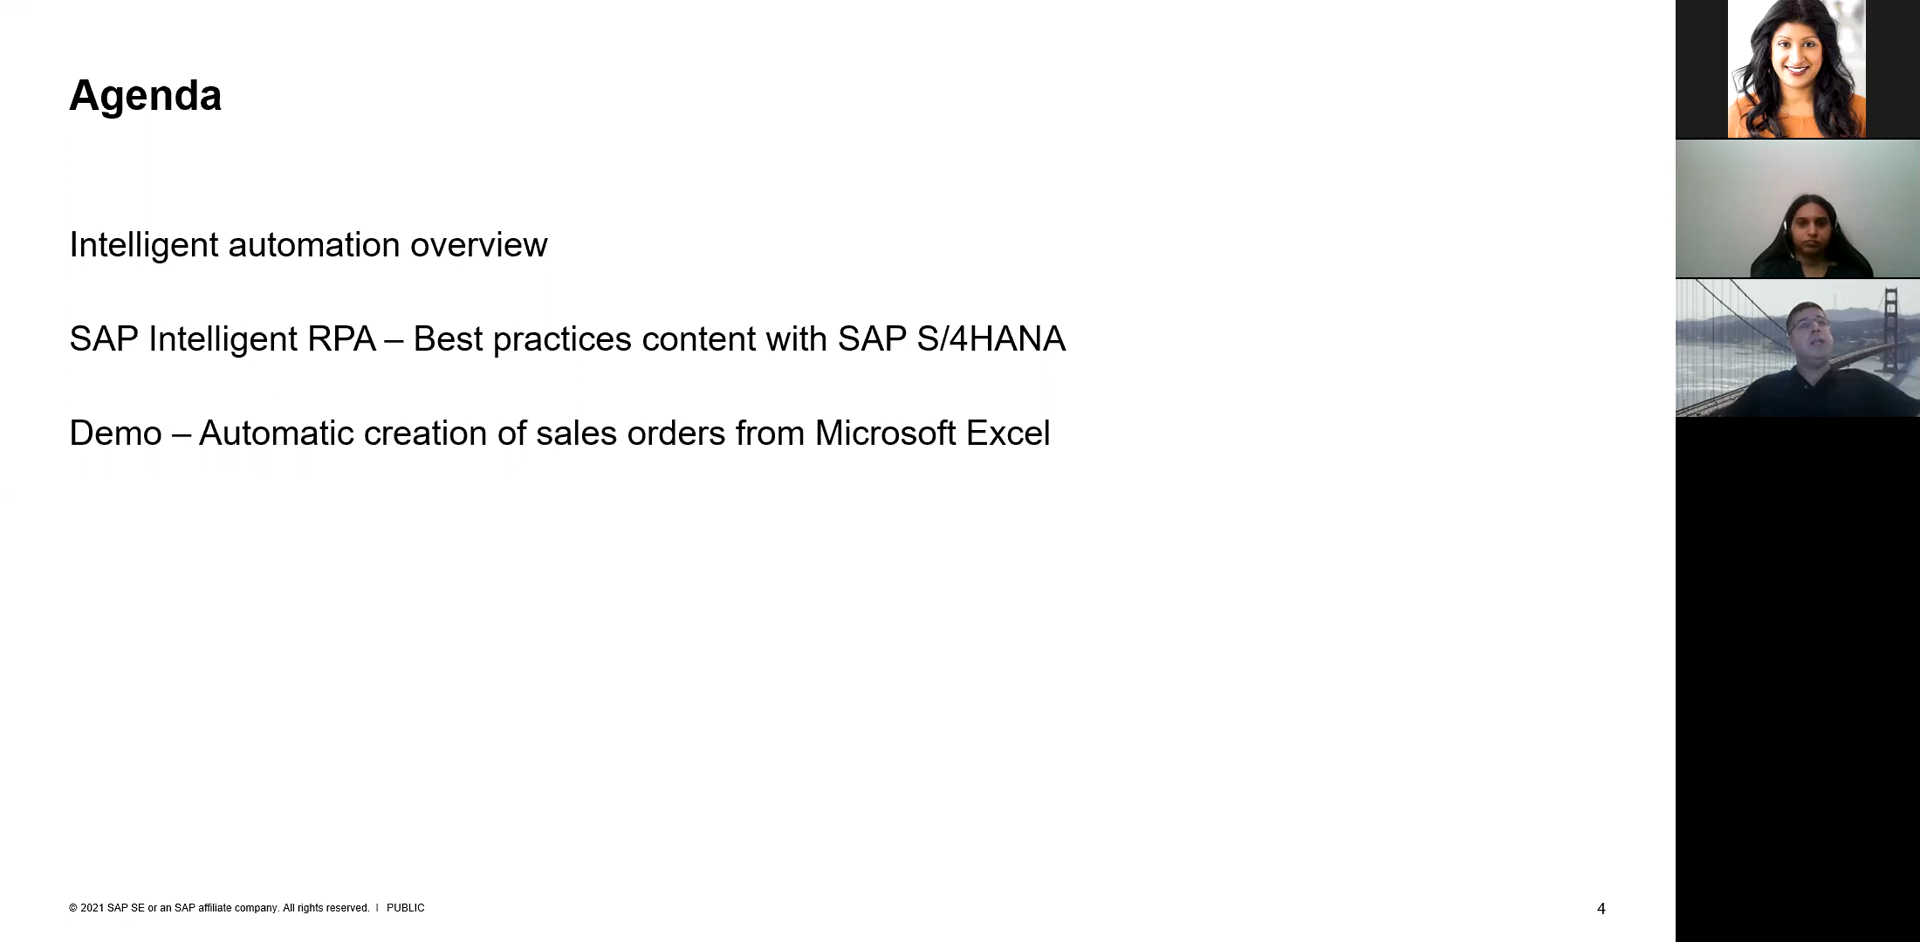 Agenda
Intelligent automation overview
SAP Intelligent RPA – Best practices content with SAP S/4HANA
Demo – Automatic creation of sales orders from Microsoft Excel
© 2021 SAP SE or an SAP affiliate company. All rights reserved. | PUBLIC
4